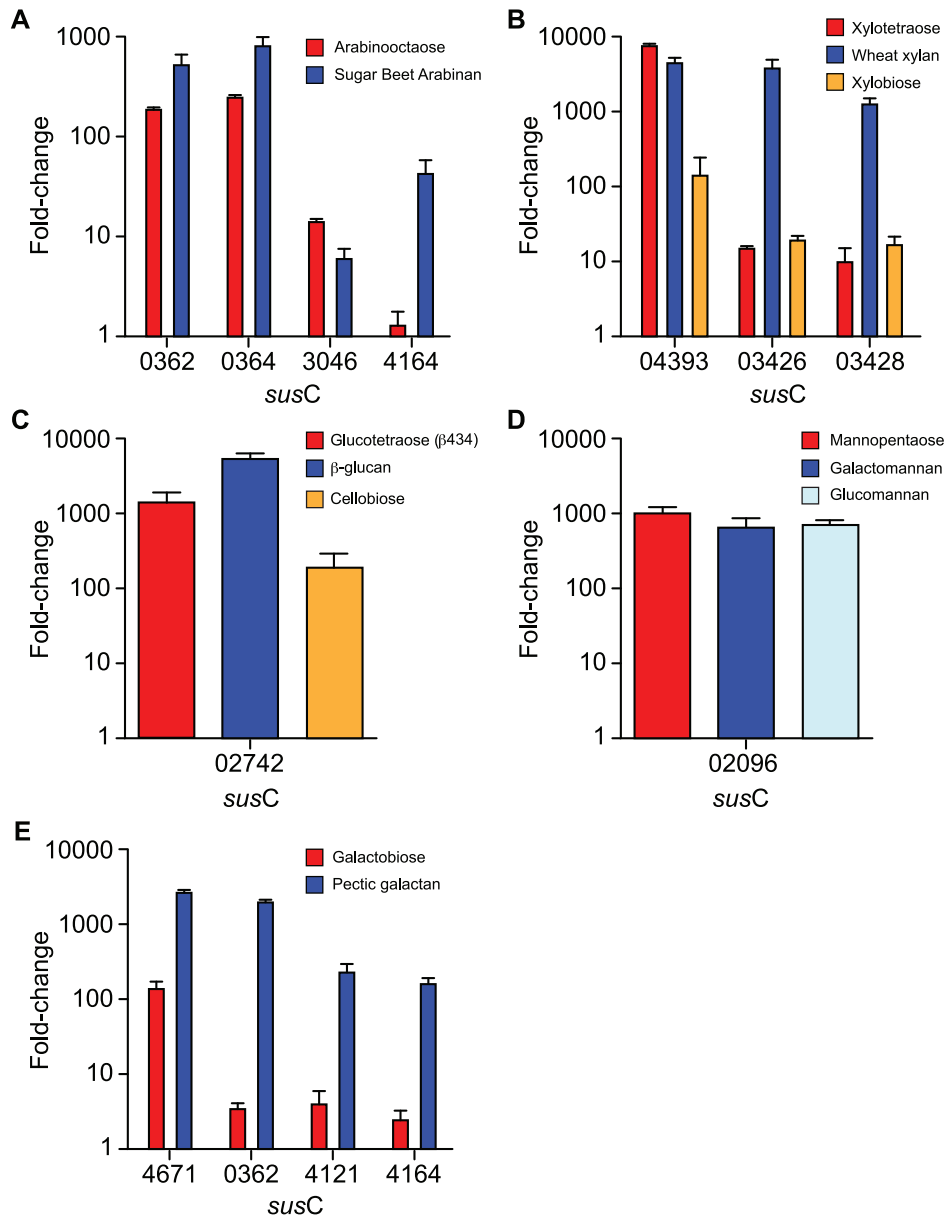 A
1000
100
10
1
Fold-change
Arabinooctaose
Sugar Beet Arabinan
0362 0364 3046 4164
susC
B
10000
1000
100
10
1
Fold-change
Xylotetraose
Wheat xylan
Xylobiose
04393 03426 03428
susC
C
10000
1000
100
10
1
Fold-change
Glucotetraose (β434)
β-glucan
Cellobiose
02742
susC
D
10000
1000
100
10
1
Fold-change
Mannopentaose
Galactomannan
Glucomannan
02096
susC
E
10000
1000
100
10
1
Fold-change
Galactobiose
Pectic galactan
4671 0362 4121 4164
susC